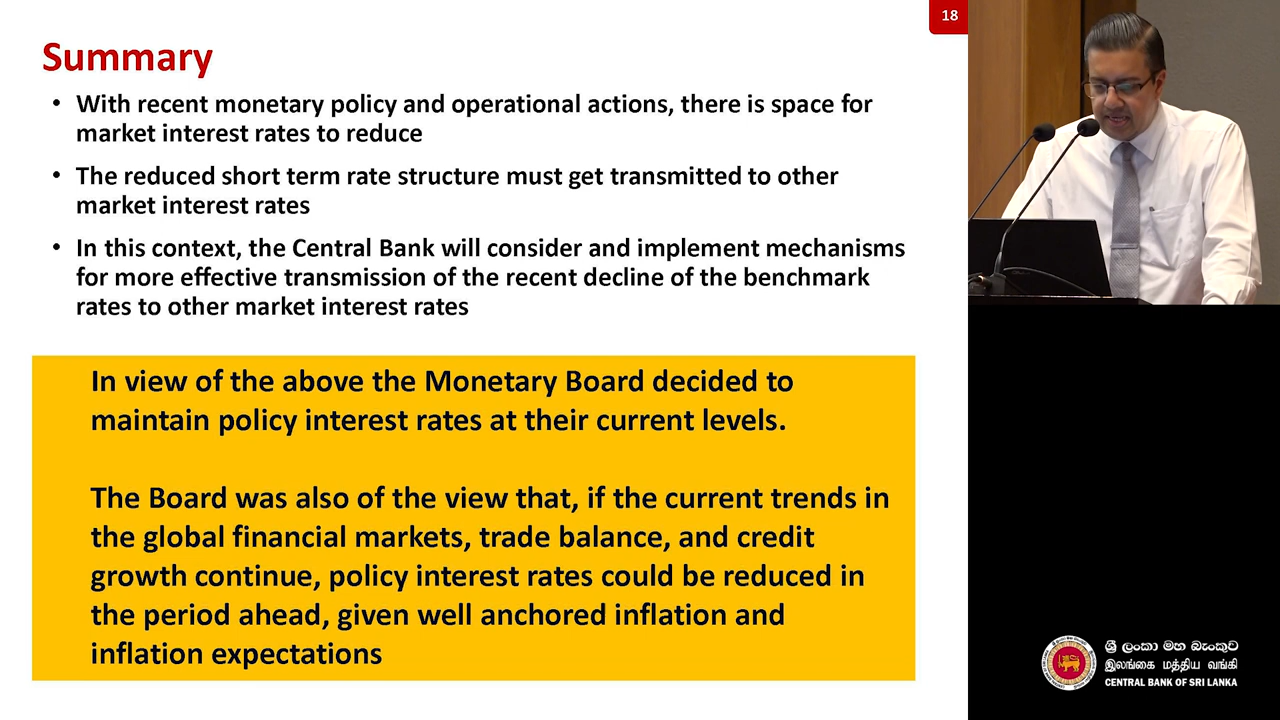 18
Summary
• With recent monetary policy and operational actions, there is space for
market interest rates to reduce
• The reduced short term rate structure must get transmitted to other
market interest rates
• In this context, the Central Bank will consider and implement mechanisms
for more effective transmission of the recent decline of the benchmark
rates to other market interest rates
In view of the above the Monetary Board decided to
maintain policy interest rates at their current levels.
The Board was also of the view that, if the current trends in
the global financial markets, trade balance, and credit
growth continue, policy interest rates could be reduced in
the period ahead, given well anchored inflation and
inflation expectations
ශ්‍රී ලංකා මහ බැංකුව
இலங்கை மத்திய வங்கி
CENTRAL BANK OF SRI LANKA